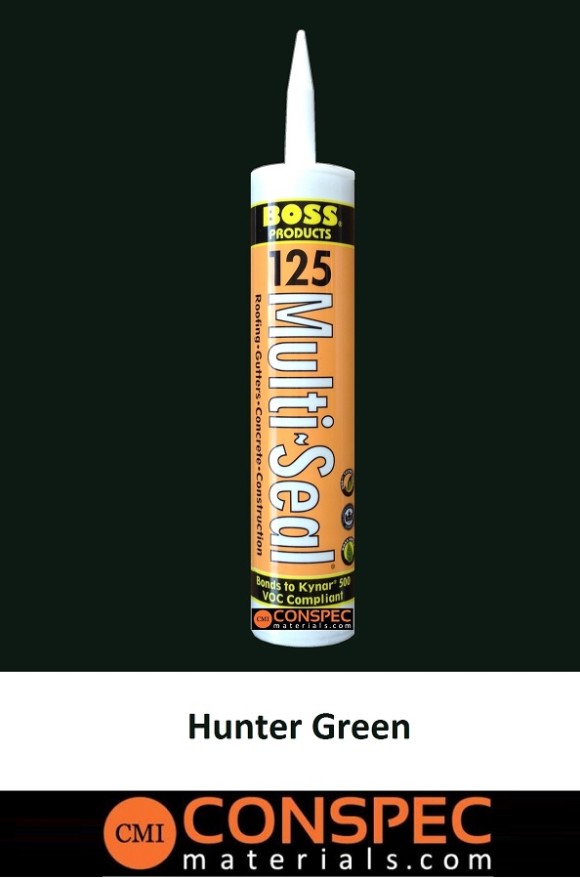 BOSS®
PRODUCTS
125
Multi~Seal®
Roofing•Gutters•Concrete•Construction
Bonds to Kynar® 500
VOC Compliant
CMI CONSPEC
materials.com
Hunter Green
CMI CONSPEC
materials.com